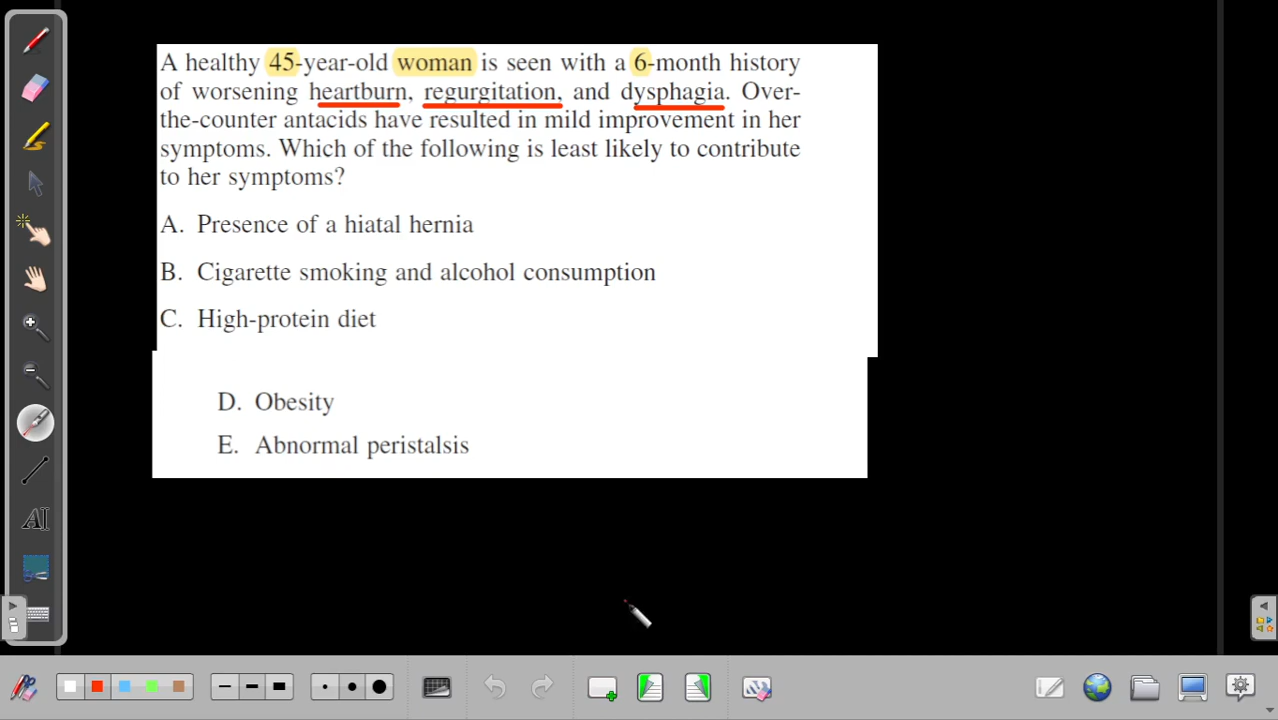 A healthy 45-year-old woman is seen with a 6-month history
of worsening heartburn, regurgitation, and dysphagia. Over-
the-counter antacids have resulted in mild improvement in her
symptoms. Which of the following is least likely to contribute
to her symptoms?
A. Presence of a hiatal hernia
B. Cigarette smoking and alcohol consumption
C. High-protein diet
D. Obesity
E. Abnormal peristalsis
AI